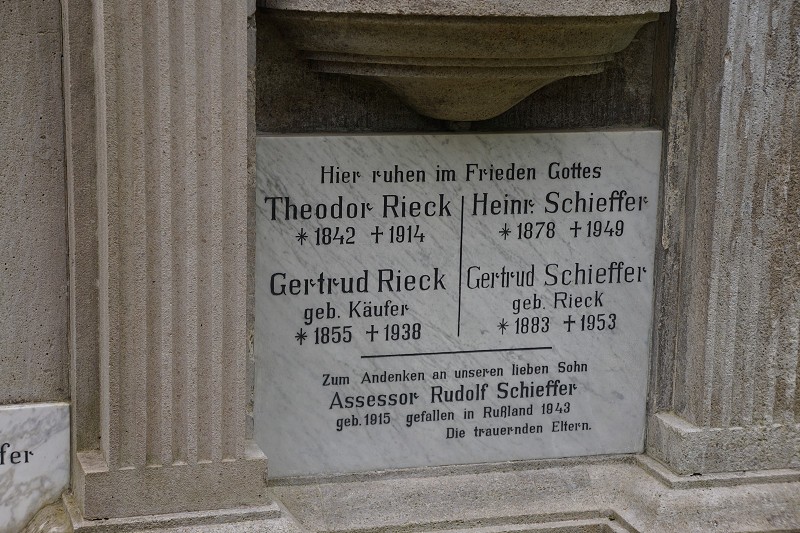 Hier ruhen im Frieden Gottes
Theodor Rieck
* 1842 † 1914
Gertrud Rieck
geb. Käufer
* 1855 † 1938
Heinr. Schieffer
* 1878 † 1949
Gertrud Schieffer
geb. Rieck
* 1883 † 1953
Zum Andenken an unseren lieben Sohn
Assessor Rudolf Schieffer
geb. 1915 gefallen in Rußland 1943
Die trauernden Eltern.
fer